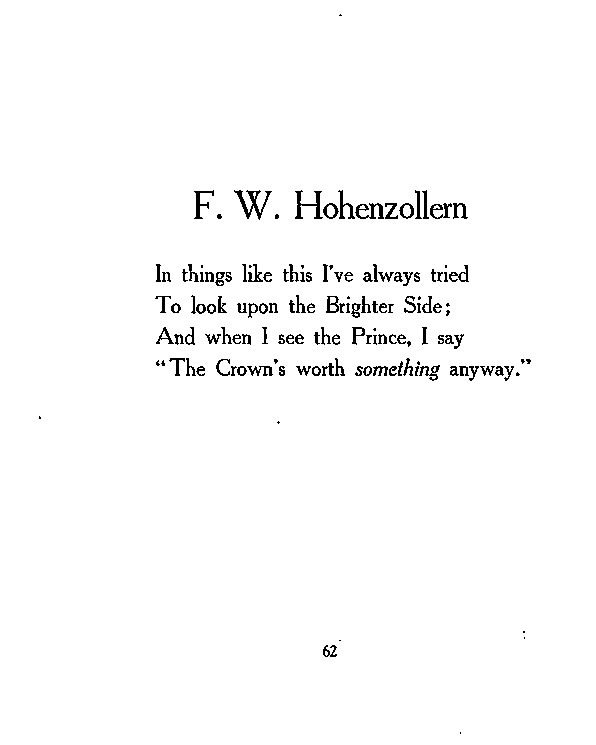 F. W. Hohenzollern
In things like this I've always tried
To look upon the Brighter Side;
And when I see the Prince, I say
“The Crown's worth something anyway.”
62